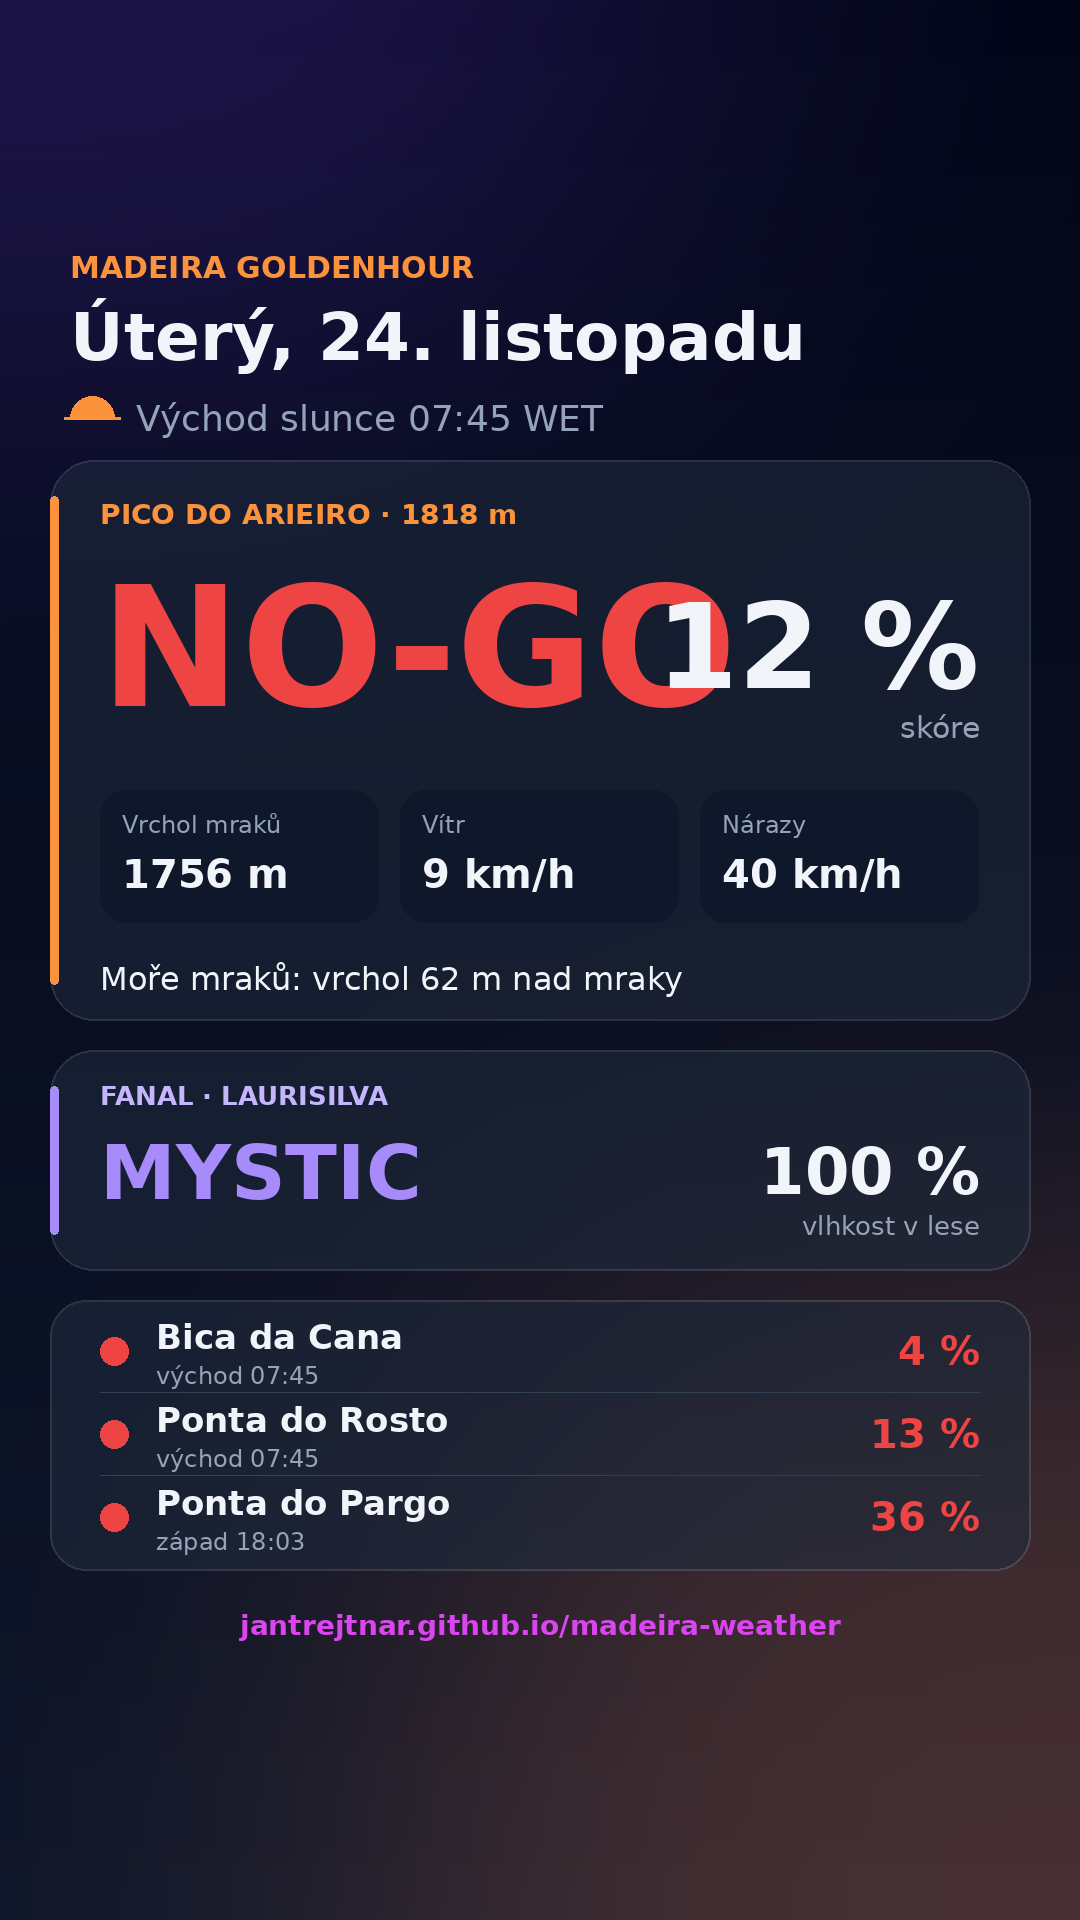 MADEIRA GOLDENHOUR
Úterý, 24. listopadu
Východ slunce 07:45 WET
PICO DO ARIEIRO · 1818 m
NO-GO 12 %
skóre
Vrchol mraků Vítr Nárazy
1756 m 9 km/h 40 km/h
Moře mraků: vrchol 62 m nad mraky
FANAL · LAURISILVA
MYSTIC 100 %
vlhkost v lese
Bica da Cana 4 %
východ 07:45
Ponta do Rosto 13 %
východ 07:45
Ponta do Pargo 36 %
západ 18:03
jantrejtnar.github.io/madeira-weather